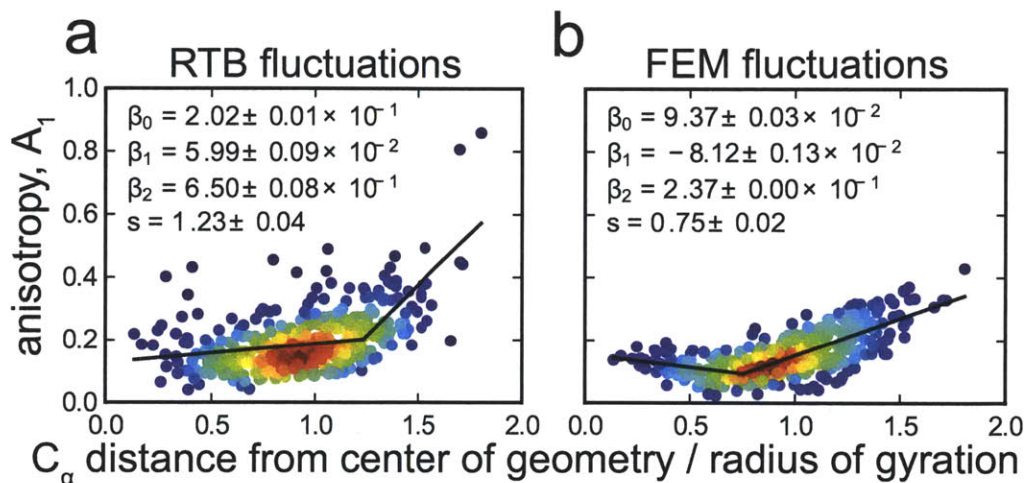 a
RTB fluctuations
b
FEM fluctuations
anisotropy, A₁
1.0
0.8
0.6
0.4
0.2
0.0
β₀ = 2.02± 0.01× 10⁻¹
β₁ = 5.99± 0.09× 10⁻²
β₂ = 6.50± 0.08× 10⁻¹
s = 1.23± 0.04
β₀ = 9.37± 0.03× 10⁻²
β₁ = −8.12± 0.13× 10⁻²
β₂ = 2.37± 0.00× 10⁻¹
s = 0.75± 0.02
0.0 0.5 1.0 1.5 2.0
0.0 0.5 1.0 1.5 2.0
Cα distance from center of geometry / radius of gyration